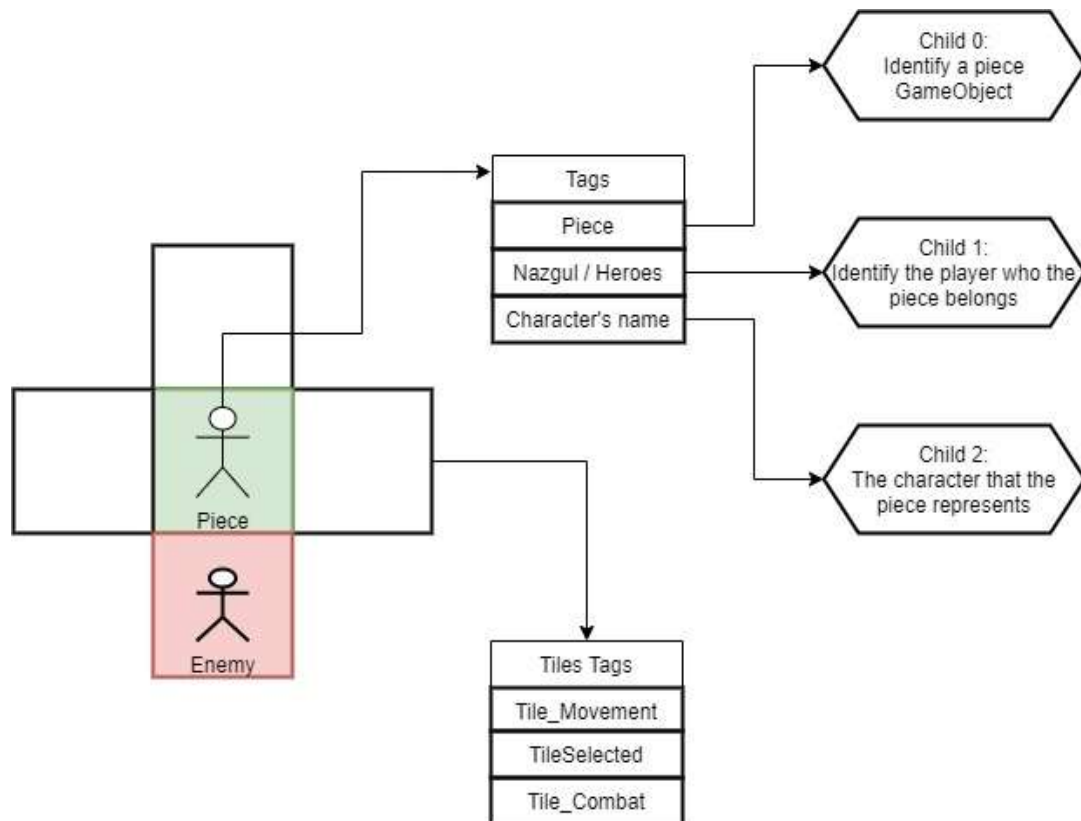 Child 0:
Identify a piece
GameObject
Tags
Piece
Nazgul / Heroes
Character's name
Child 1:
Identify the player who the
piece belongs
Child 2:
The character that the
piece represents
Piece
Enemy
Tiles Tags
Tile_Movement
TileSelected
Tile_Combat